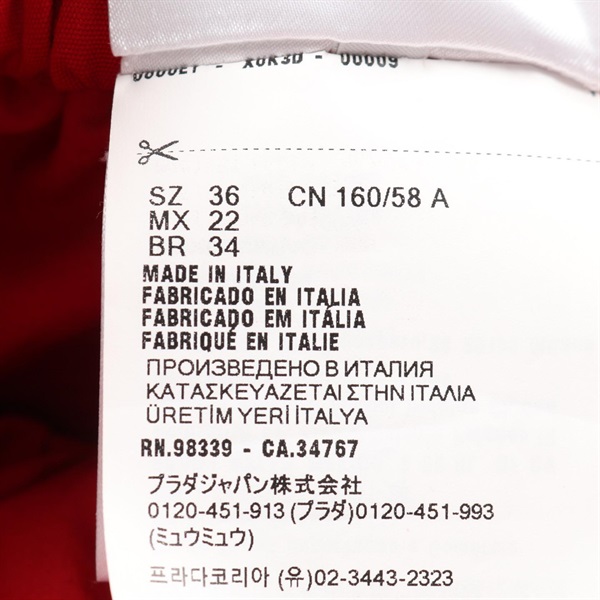 X0R3D - 00009
SZ 36 CN 160/58 A
MX 22
BR 34
MADE IN ITALY
FABRICADO EN ITALIA
FABRICADO EM ITÁLIA
FABRIQUÉ EN ITALIE
ПРОИЗВЕДЕНО В ИТАЛИЯ
ΚΑΤΑΣΚΕΥΑΖΕΤΑΙ ΣΤΗΝ ΙΤΑΛΙΑ
ÜRETİM YERİ İTALYA
RN.98339 - CA.34767
プラダジャパン株式会社
0120-451-913 (プラダ) 0120-451-993
(ミュウミュウ)
프라다코리아 (유) 02-3443-2323